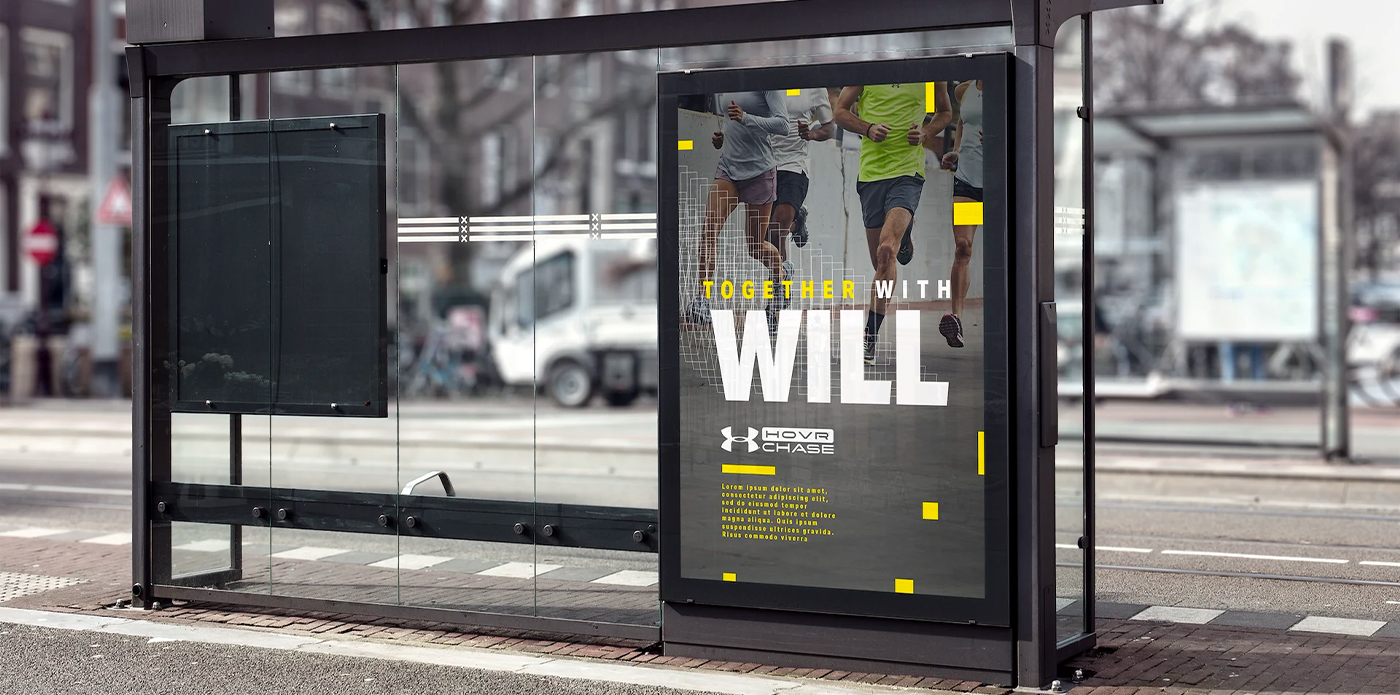 TOGETHER WITH
WILL
HOVR
CHASE
Lorem ipsum dolor sit amet,
consectetur adipiscing elit,
sed do eiusmod tempor
incididunt ut labore et dolore
magna aliqua. Quis ipsum
suspendisse ultrices gravida.
Risus commodo viverra